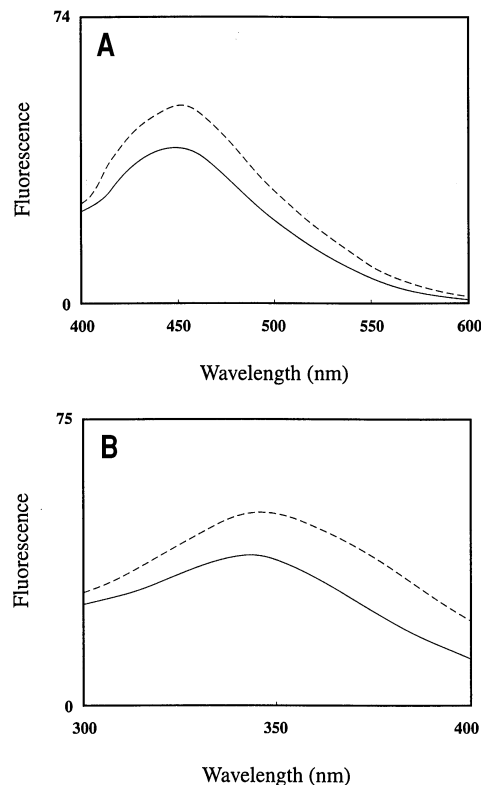 74
A
Fluorescence
0
400 450 500 550 600
Wavelength (nm)
75
B
Fluorescence
0
300 350 400
Wavelength (nm)